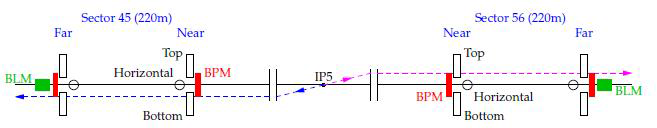 Sector 45 (220m)
Sector 56 (220m)
Far
Near
Near
Far
Top
Top
BLM
Horizontal
BPM
IP5
BPM
Horizontal
BLM
Bottom
Bottom